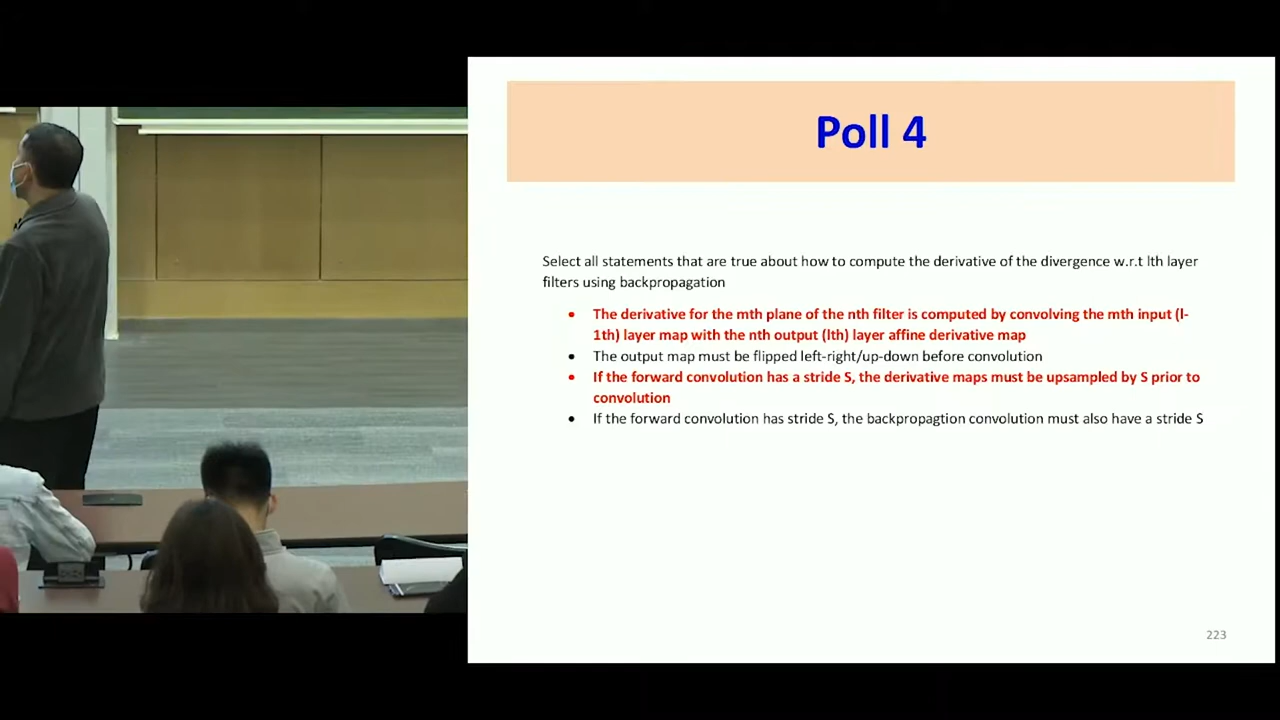 Poll 4
Select all statements that are true about how to compute the derivative of the divergence w.r.t lth layer
filters using backpropagation
• The derivative for the mth plane of the nth filter is computed by convolving the mth input (l-
1th) layer map with the nth output (lth) layer affine derivative map
• The output map must be flipped left-right/up-down before convolution
• If the forward convolution has a stride S, the derivative maps must be upsampled by S prior to
convolution
• If the forward convolution has stride S, the backpropagtion convolution must also have a stride S
223